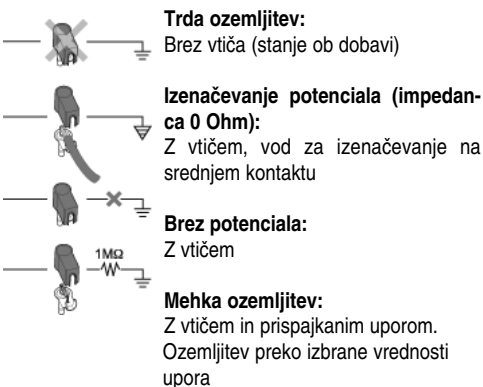 Trda ozemljitev:
Brez vtiča (stanje ob dobavi)
Izenačevanje potenciala (impedan-
ca 0 Ohm):
Z vtičem, vod za izenačevanje na
srednjem kontaktu
Brez potenciala:
Z vtičem
1MΩ
Mehka ozemljitev:
Z vtičem in prispajkanim uporom.
Ozemljitev preko izbrane vrednosti
upora